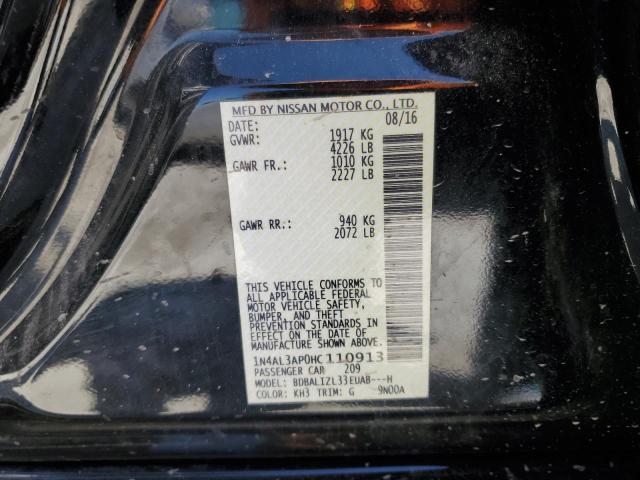 MFD BY NISSAN MOTOR CO., LTD.
DATE: 08/16
GVWR: 1917 KG
4226 LB
GAWR FR.: 1010 KG
2227 LB
GAWR RR.: 940 KG
2072 LB
THIS VEHICLE CONFORMS TO
ALL APPLICABLE FEDERAL
MOTOR VEHICLE SAFETY,
BUMPER, AND THEFT
PREVENTION STANDARDS IN
EFFECT ON THE DATE OF
MANUFACTURE SHOWN ABOVE.
1N4AL3AP0HC110913
PASSENGER CAR 209
MODEL: BDBALIZL33EUAB---H
COLOR: KH3 TRIM: G 9N00A